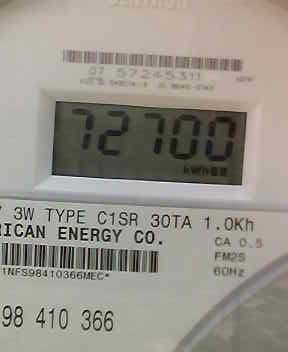 07 57245311
72700
kWh
3W TYPE C1SR 30TA 1.0Kh
RICAN ENERGY CO.
CA 0.5
FM2S
60Hz
1NFS98410366MEC*
98 410 366